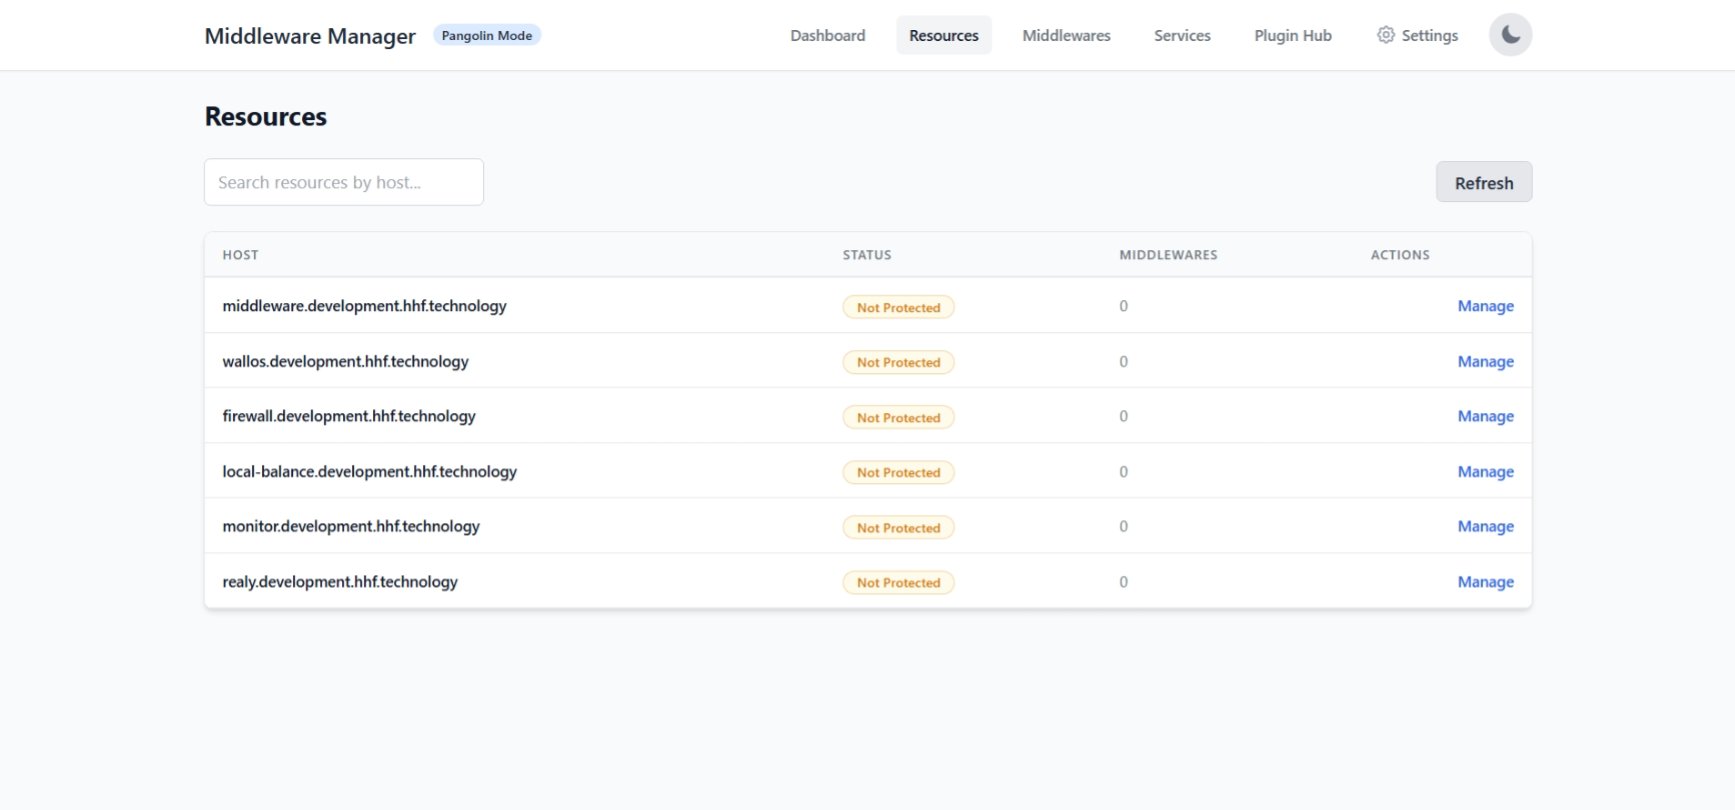 Middleware Manager Pangolin Mode Dashboard Resources Middlewares Services Plugin Hub Settings
Resources
Search resources by host...
Refresh
HOST STATUS MIDDLEWARES ACTIONS
middleware.development.hhf.technology Not Protected 0 Manage
wallos.development.hhf.technology Not Protected 0 Manage
firewall.development.hhf.technology Not Protected 0 Manage
local-balance.development.hhf.technology Not Protected 0 Manage
monitor.development.hhf.technology Not Protected 0 Manage
realy.development.hhf.technology Not Protected 0 Manage